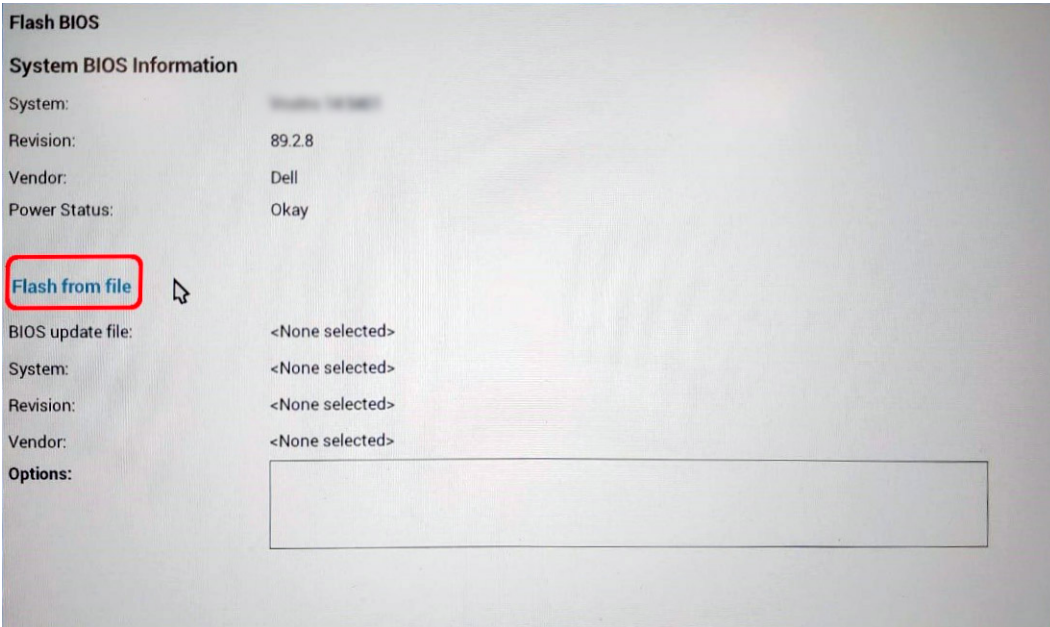 Flash BIOS
System BIOS Information
System:
Revision: 89.2.8
Vendor: Dell
Power Status: Okay
Flash from file
BIOS update file: <None selected>
System: <None selected>
Revision: <None selected>
Vendor: <None selected>
Options: